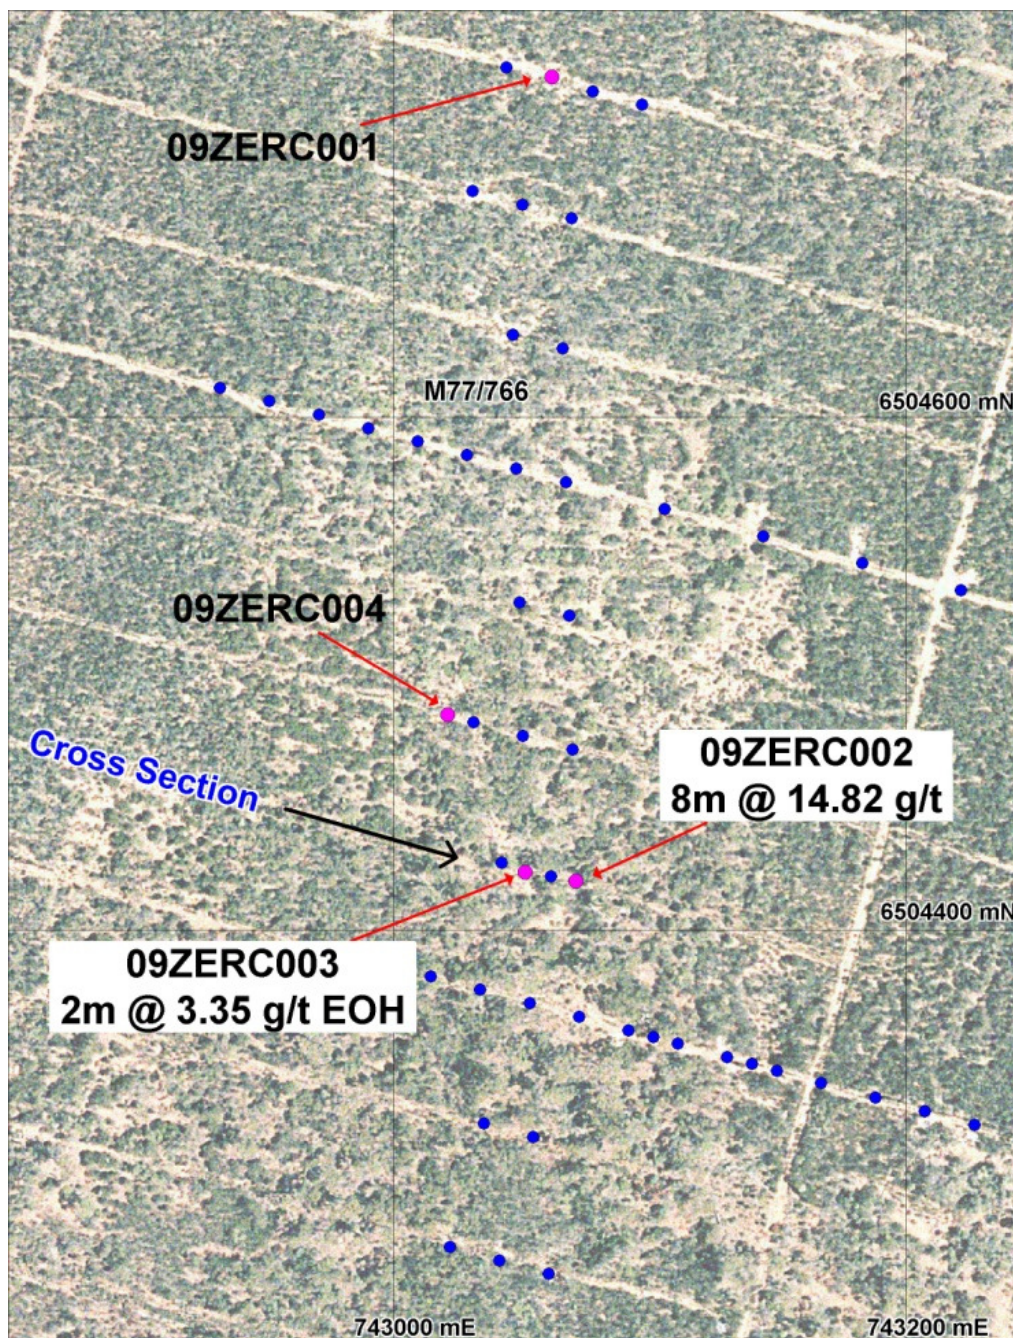 09ZERC001
M77/766
6504600 mN
09ZERC004
Cross Section
09ZERC002
8m @ 14.82 g/t
6504400 mN
09ZERC003
2m @ 3.35 g/t EOH
743000 mE
743200 mE